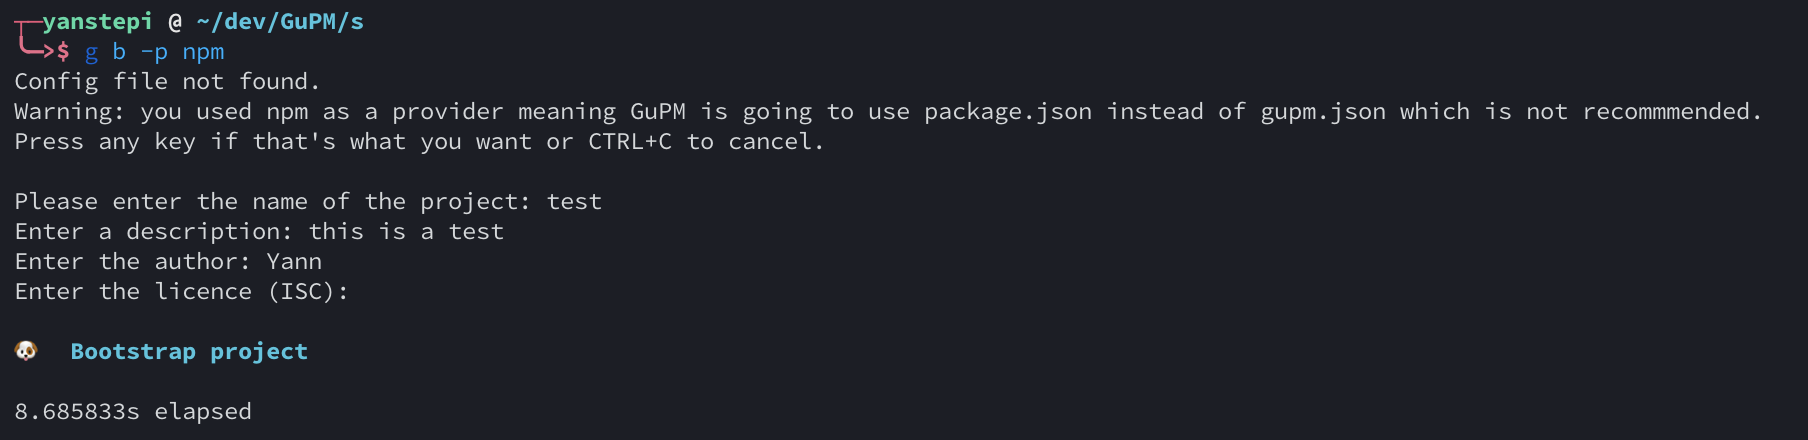 yanstepi @ ~/dev/GuPM/s
>$ g b -p npm
Config file not found.
Warning: you used npm as a provider meaning GuPM is going to use package.json instead of gupm.json which is not recommmended.
Press any key if that's what you want or CTRL+C to cancel.
Please enter the name of the project: test
Enter a description: this is a test
Enter the author: Yann
Enter the licence (ISC):
🐶 Bootstrap project
8.685833s elapsed